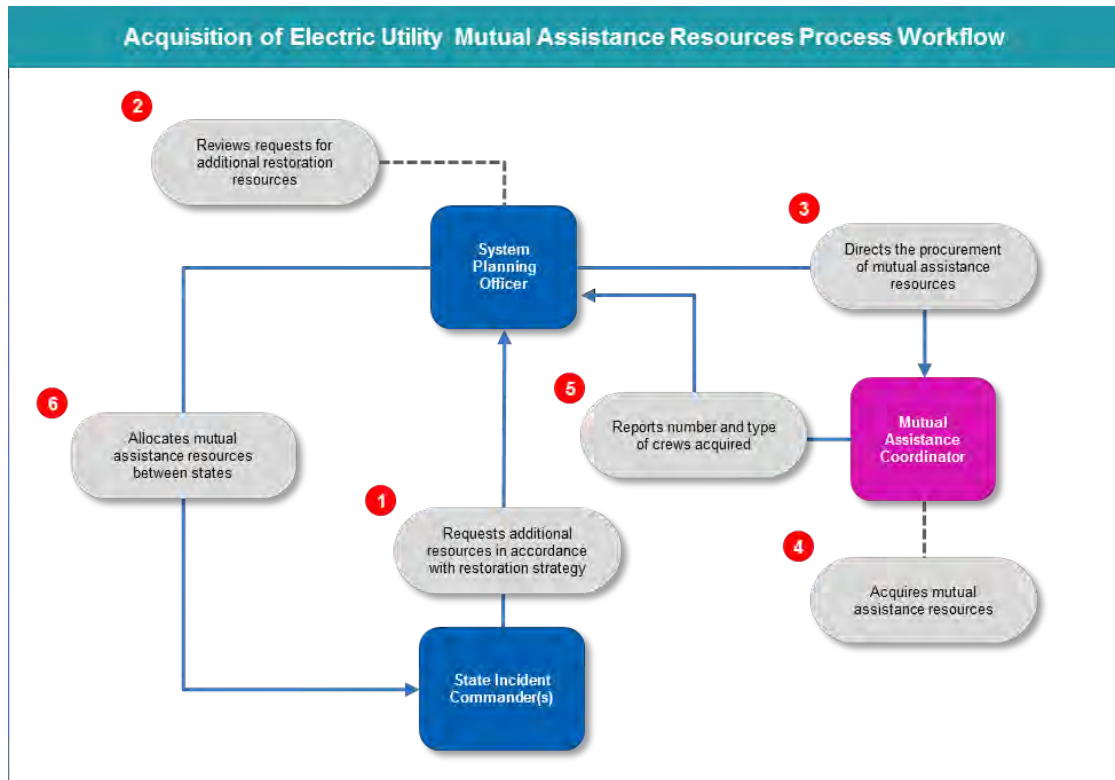 Acquisition of Electric Utility Mutual Assistance Resources Process Workflow
2
Reviews requests for
additional restoration
resources
3
System
Planning
Officer
Directs the procurement
of mutual assistance
resources
6
Allocates mutual
assistance resources
between states
5
Reports number and type
of crews acquired
Mutual
Assistance
Coordinator
1
Requests additional
resources in accordance
with restoration strategy
4
Acquires mutual
assistance resources
State Incident
Commander(s)